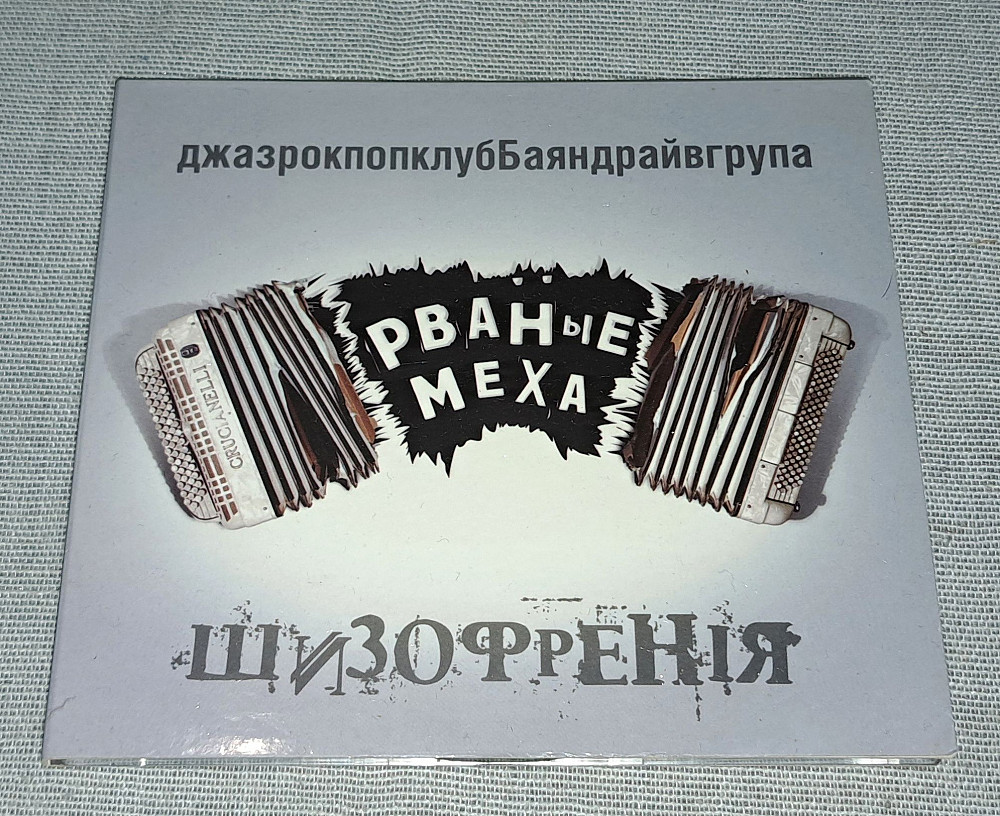 джазрокпопклубБаяндрайвгрупа
РВАНЫЕ
МЕХА
CRUCIANELLI
ШИЗОФРЕНІЯ